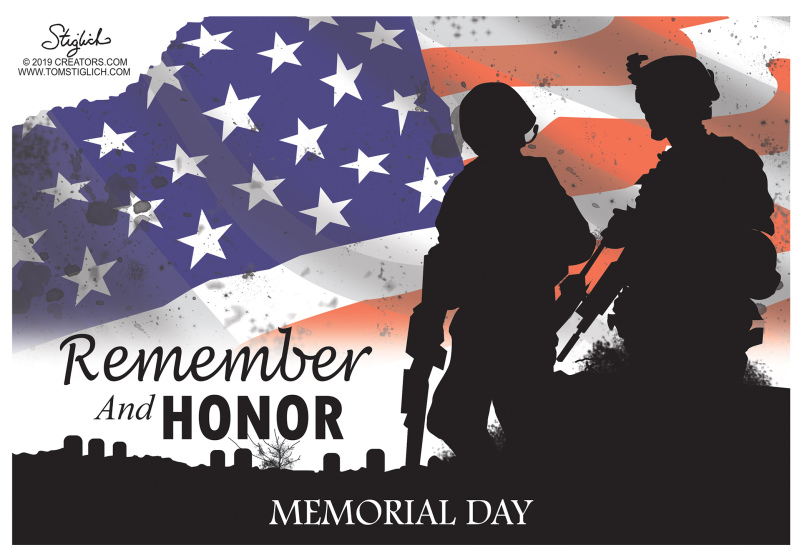 Stiglich
© 2019 CREATORS.COM
WWW.TOMSTIGLICH.COM
Remember
And HONOR
MEMORIAL DAY